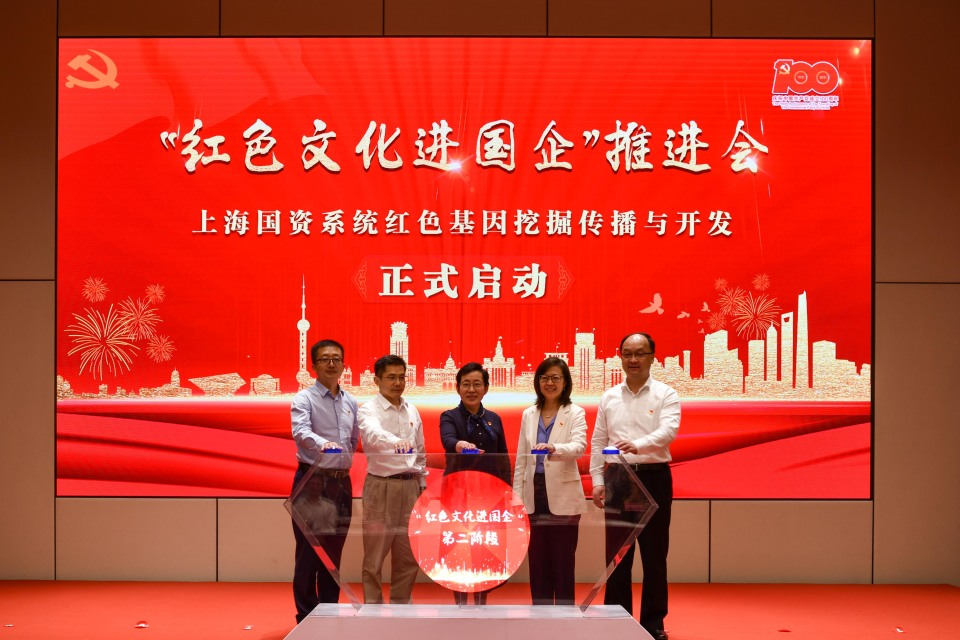 100
“红色文化进国企”推进会
上海国资系统红色基因挖掘传播与开发
正式启动
“红色文化进国企”
第二阶段